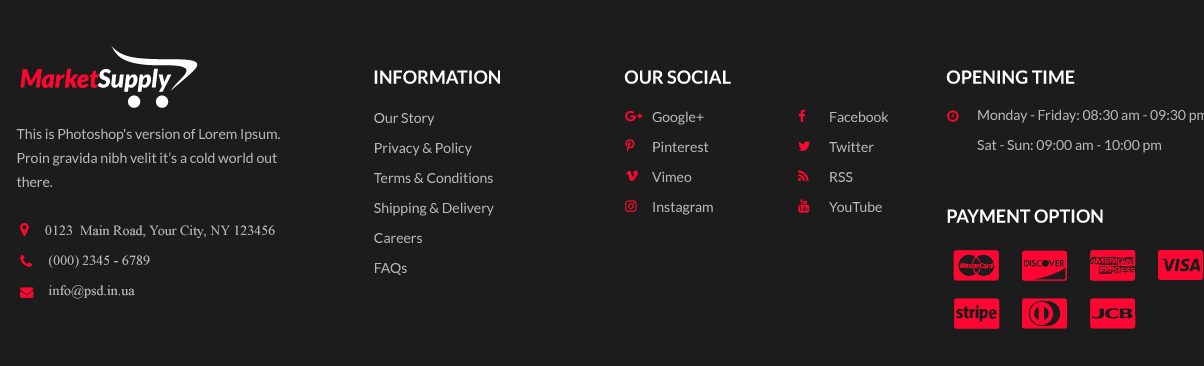 MarketSupply
This is Photoshop's version of Lorem Ipsum.
Proin gravida nibh velit it's a cold world out
there.
0123 Main Road, Your City, NY 123456
(000) 2345 - 6789
info@psd.in.ua
INFORMATION
Our Story
Privacy & Policy
Terms & Conditions
Shipping & Delivery
Careers
FAQs
OUR SOCIAL
Google+
Pinterest
Vimeo
Instagram
Facebook
Twitter
RSS
YouTube
OPENING TIME
Monday - Friday: 08:30 am - 09:30 pm
Sat - Sun: 09:00 am - 10:00 pm
PAYMENT OPTION
MasterCard
DISCOVER
AMERICAN
EXPRESS
VISA
stripe
JCB